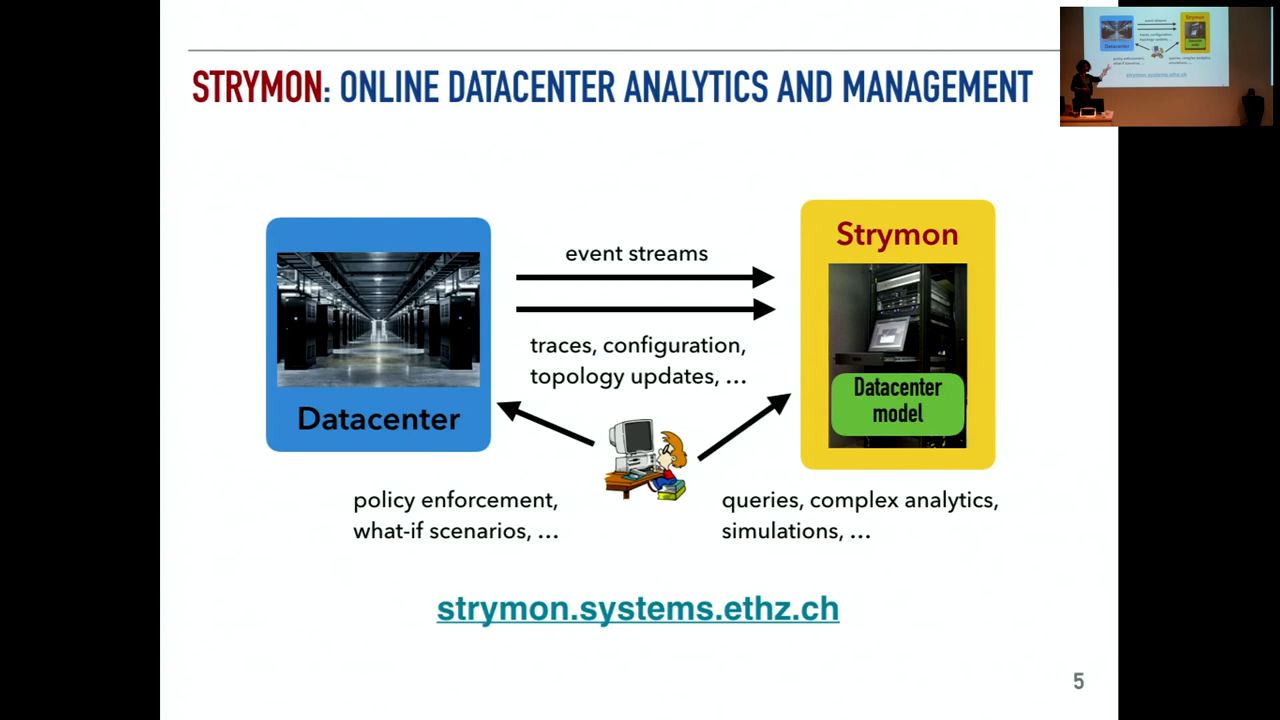 STRYMON: ONLINE DATACENTER ANALYTICS AND MANAGEMENT
event streams
Strymon
traces, configuration,
topology updates, ...
Datacenter
model
Datacenter
policy enforcement,
what-if scenarios, ...
queries, complex analytics,
simulations, ...
strymon.systems.ethz.ch
5